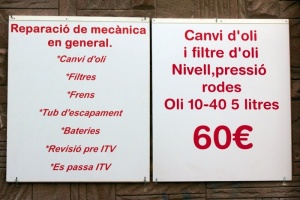 Reparació de mecànica
en general.
*Canvi d'oli
*Filtres
*Frens
*Tub d'escapament
*Bateries
*Revisió pre ITV
*Es passa ITV
Canvi d'oli
i filtre d'oli
Nivell,pressió
rodes
Oli 10-40 5 litres
60€